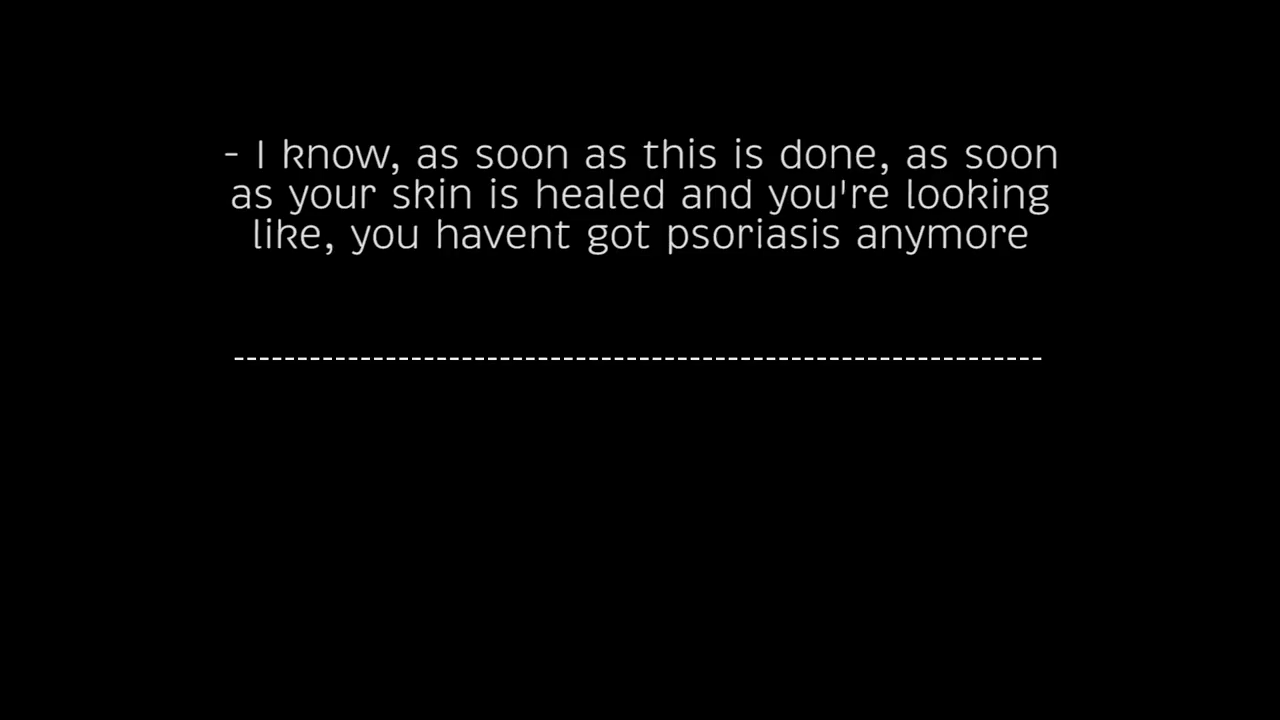 - I know, as soon as this is done, as soon
as your skin is healed and you're looking
like, you havent got psoriasis anymore
----------------------------------------------------------------